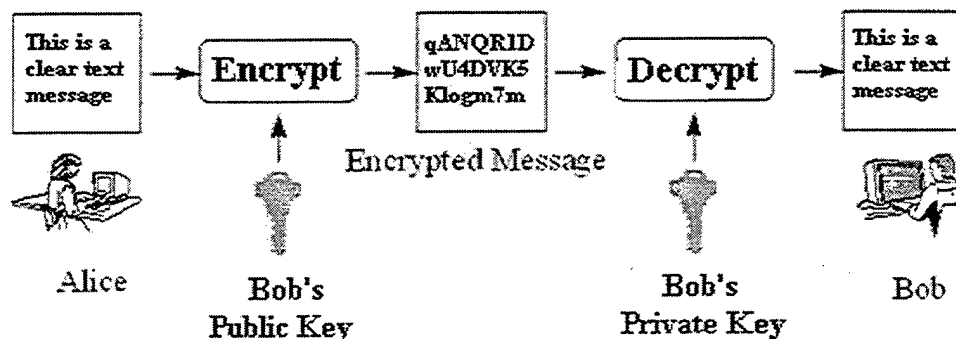 This is a
clear text
message
Encrypt
qANQR1D
wU4DVK5
Klogm7m
Decrypt
This is a
clear text
message
Encrypted Message
Alice
Bob's
Public Key
Bob's
Private Key
Bob